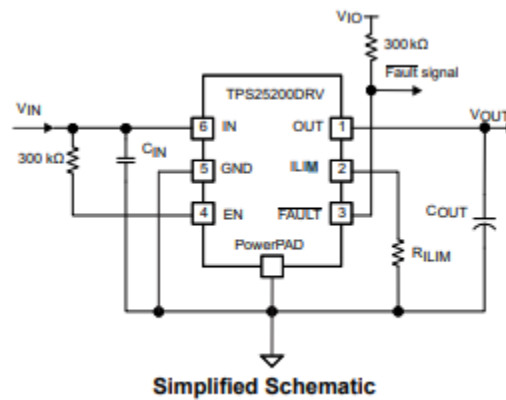 VIO
300 kΩ
Fault signal
TPS25200DRV
VIN
VOUT
6 IN OUT 1
CIN
300 kΩ
5 GND ILIM 2
4 EN FAULT 3
COUT
PowerPAD
RILIM
Simplified Schematic